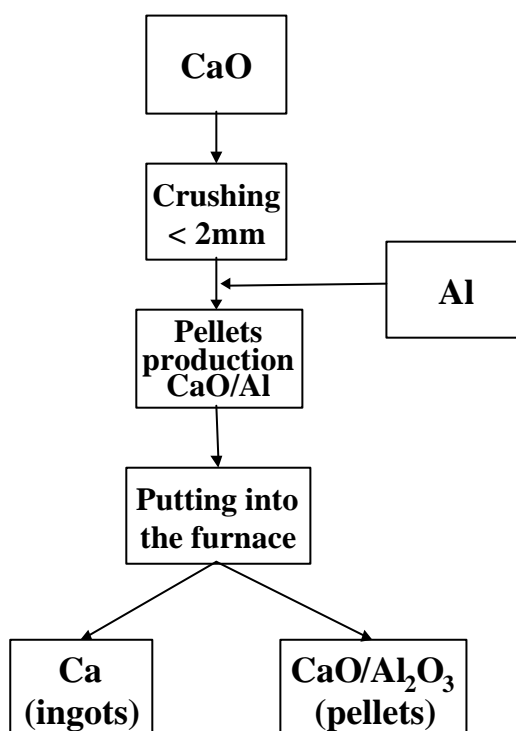 CaO
Crushing
< 2mm
Al
Pellets
production
CaO/Al
Putting into
the furnace
Ca
(ingots)
CaO/Al₂O₃
(pellets)